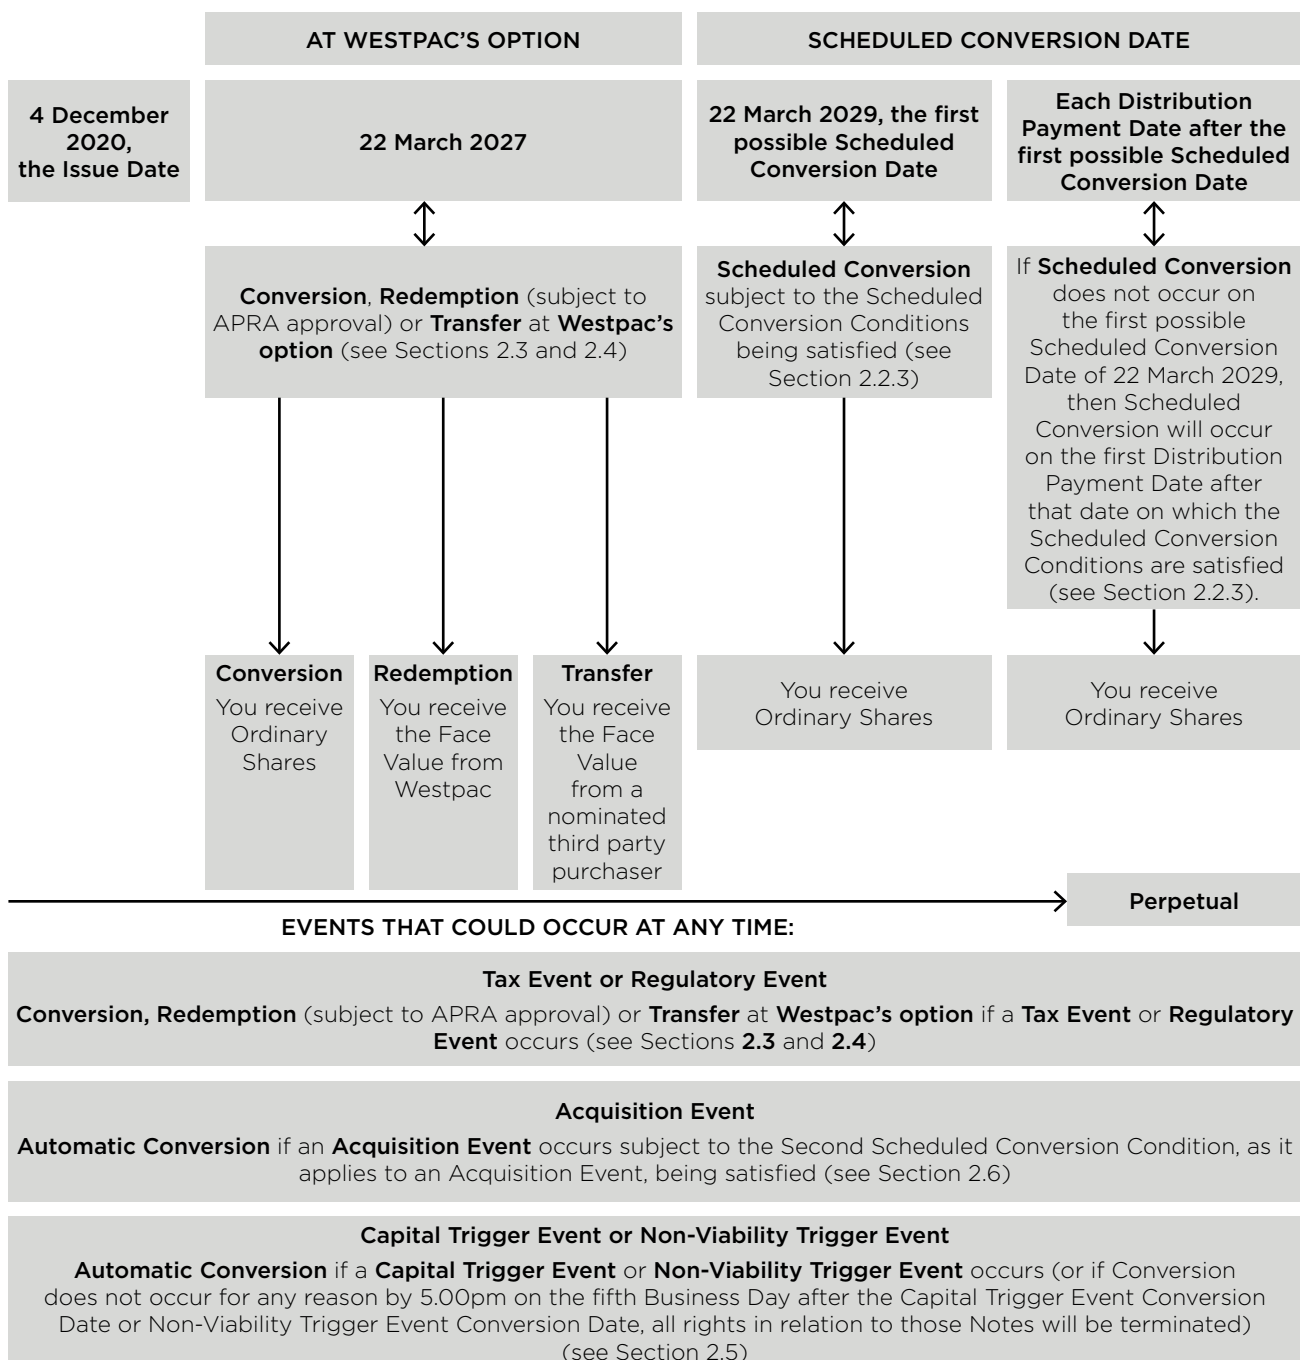 AT WESTPAC’S OPTION
SCHEDULED CONVERSION DATE
4 December
2020,
the Issue Date
22 March 2027
22 March 2029, the first
possible Scheduled
Conversion Date
Each Distribution
Payment Date after the
first possible Scheduled
Conversion Date
Conversion, Redemption (subject to
APRA approval) or Transfer at Westpac’s
option (see Sections 2.3 and 2.4)
Scheduled Conversion
subject to the Scheduled
Conversion Conditions
being satisfied (see
Section 2.2.3)
If Scheduled Conversion
does not occur on
the first possible
Scheduled Conversion
Date of 22 March 2029,
then Scheduled
Conversion will occur
on the first Distribution
Payment Date after
that date on which the
Scheduled Conversion
Conditions are satisfied
(see Section 2.2.3).
Conversion
You receive
Ordinary
Shares
Redemption
You receive
the Face
Value from
Westpac
Transfer
You receive
the Face
Value
from a
nominated
third party
purchaser
You receive
Ordinary Shares
You receive
Ordinary Shares
Perpetual
EVENTS THAT COULD OCCUR AT ANY TIME:
Tax Event or Regulatory Event
Conversion, Redemption (subject to APRA approval) or Transfer at Westpac’s option if a Tax Event or Regulatory
Event occurs (see Sections 2.3 and 2.4)
Acquisition Event
Automatic Conversion if an Acquisition Event occurs subject to the Second Scheduled Conversion Condition, as it
applies to an Acquisition Event, being satisfied (see Section 2.6)
Capital Trigger Event or Non-Viability Trigger Event
Automatic Conversion if a Capital Trigger Event or Non-Viability Trigger Event occurs (or if Conversion
does not occur for any reason by 5.00pm on the fifth Business Day after the Capital Trigger Event Conversion
Date or Non-Viability Trigger Event Conversion Date, all rights in relation to those Notes will be terminated)
(see Section 2.5)